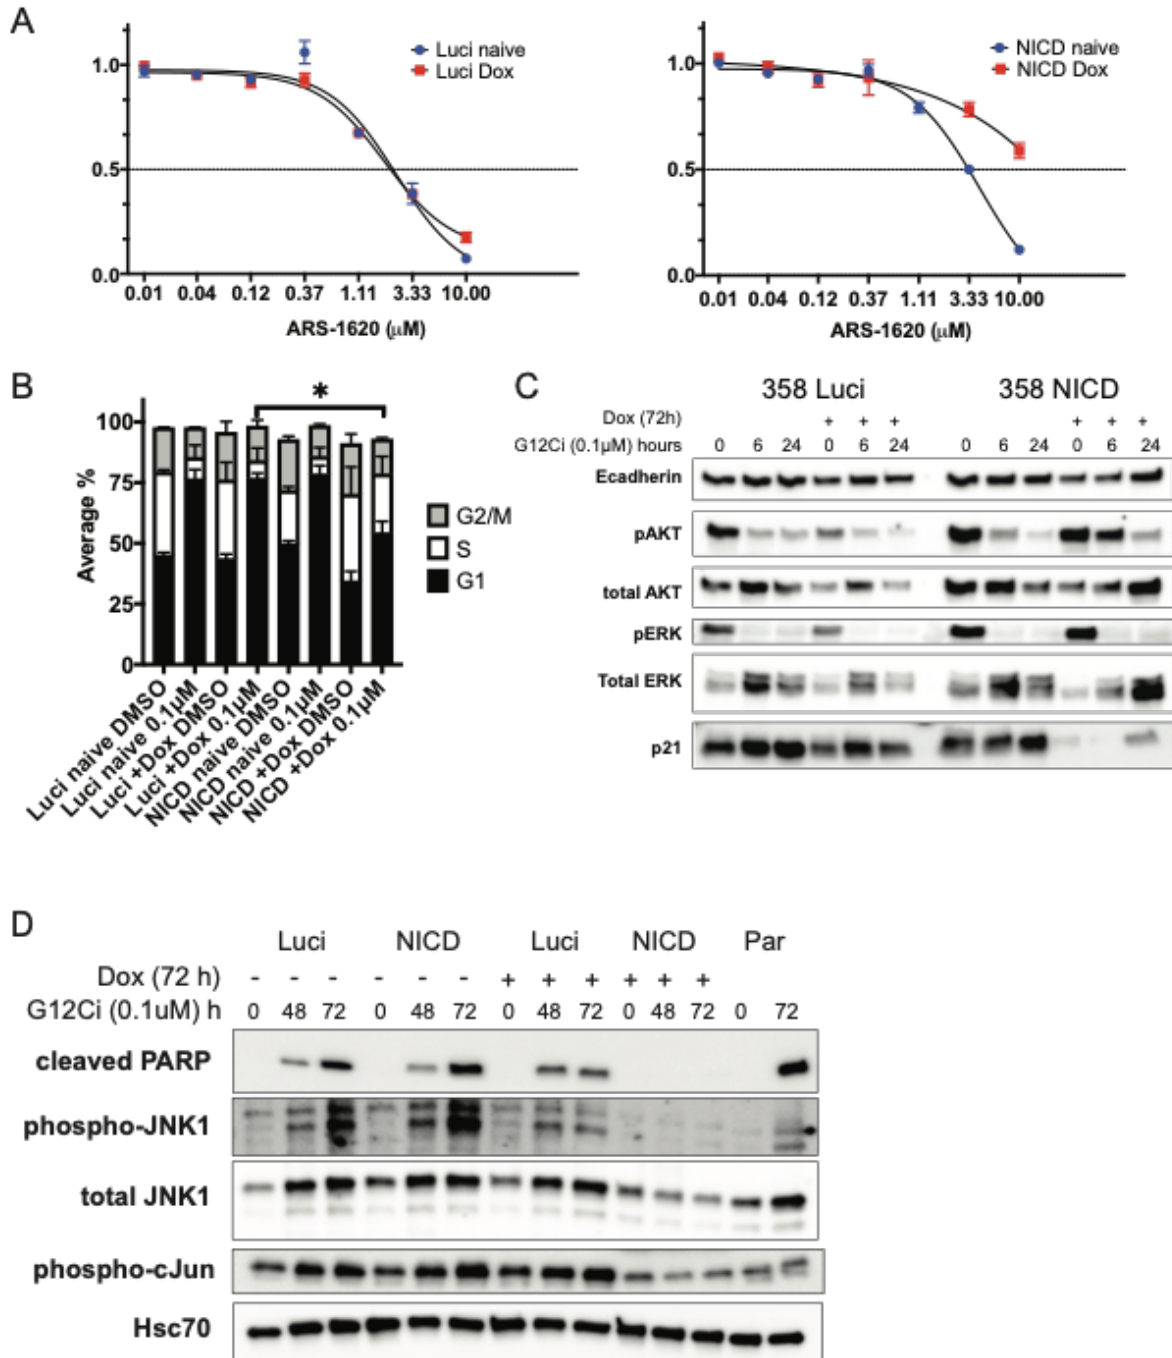 A
Luci naive
Luci Dox
1.0
0.5
0.0
0.01 0.04 0.12 0.37 1.11 3.33 10.00
ARS-1620 (μM)
NICD naive
NICD Dox
1.0
0.5
0.0
0.01 0.04 0.12 0.37 1.11 3.33 10.00
ARS-1620 (μM)
B
*
100
75
50
25
0
Average %
G2/M
S
G1
Luci naive DMSO
Luci naive 0.1μM
Luci +Dox DMSO
Luci +Dox 0.1μM
NICD naive DMSO
NICD naive 0.1μM
NICD +Dox DMSO
NICD +Dox 0.1μM
C
358 Luci 358 NICD
Dox (72h) + + + + + +
G12Ci (0.1μM) hours 0 6 24 0 6 24 0 6 24 0 6 24
Ecadherin
pAKT
total AKT
pERK
Total ERK
p21
D
Luci NICD Luci NICD Par
Dox (72 h) - - - - - - + + + + + +
G12Ci (0.1uM) h 0 48 72 0 48 72 0 48 72 0 48 72 0 72
cleaved PARP
phospho-JNK1
total JNK1
phospho-cJun
Hsc70